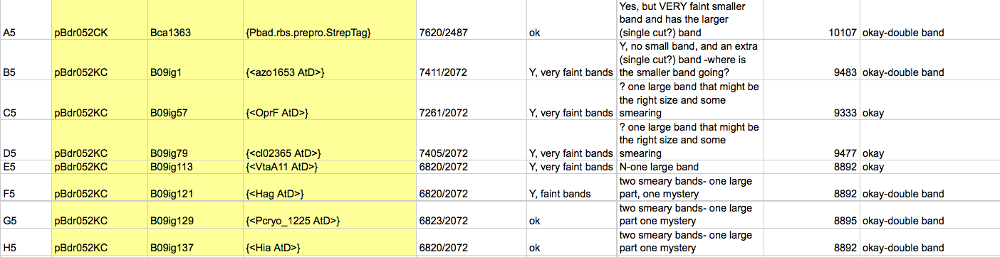 Yes, but VERY faint smaller
band and has the larger
A5 pBdr052CK Bca1363 {Pbad.rbs.prepro.StrepTag} 7620/2487 ok (single cut?) band 10107 okay-double band
Y, no small band, and an extra
(single cut?) band -where is
B5 pBdr052KC B09ig1 {<azo1653 AtD>} 7411/2072 Y, very faint bands the smaller band going? 9483 okay-double band
? one large band that might be
the right size and some
C5 pBdr052KC B09ig57 {<OprF AtD>} 7261/2072 Y, very faint bands smearing 9333 okay
? one large band that might be
the right size and some
D5 pBdr052KC B09ig79 {<cl02365 AtD>} 7405/2072 Y, very faint bands smearing 9477 okay
E5 pBdr052KC B09ig113 {<VtaA11 AtD>} 6820/2072 Y, very faint bands N-one large band 8892 okay
two smeary bands- one large
F5 pBdr052KC B09ig121 {<Hag AtD>} 6820/2072 Y, faint bands part, one mystery 8892 okay-double band
two smeary bands- one large
G5 pBdr052KC B09ig129 {<Pcryo_1225 AtD>} 6823/2072 ok part one mystery 8895 okay-double band
two smeary bands- one large
H5 pBdr052KC B09ig137 {<Hia AtD>} 6820/2072 ok part one mystery 8892 okay-double band